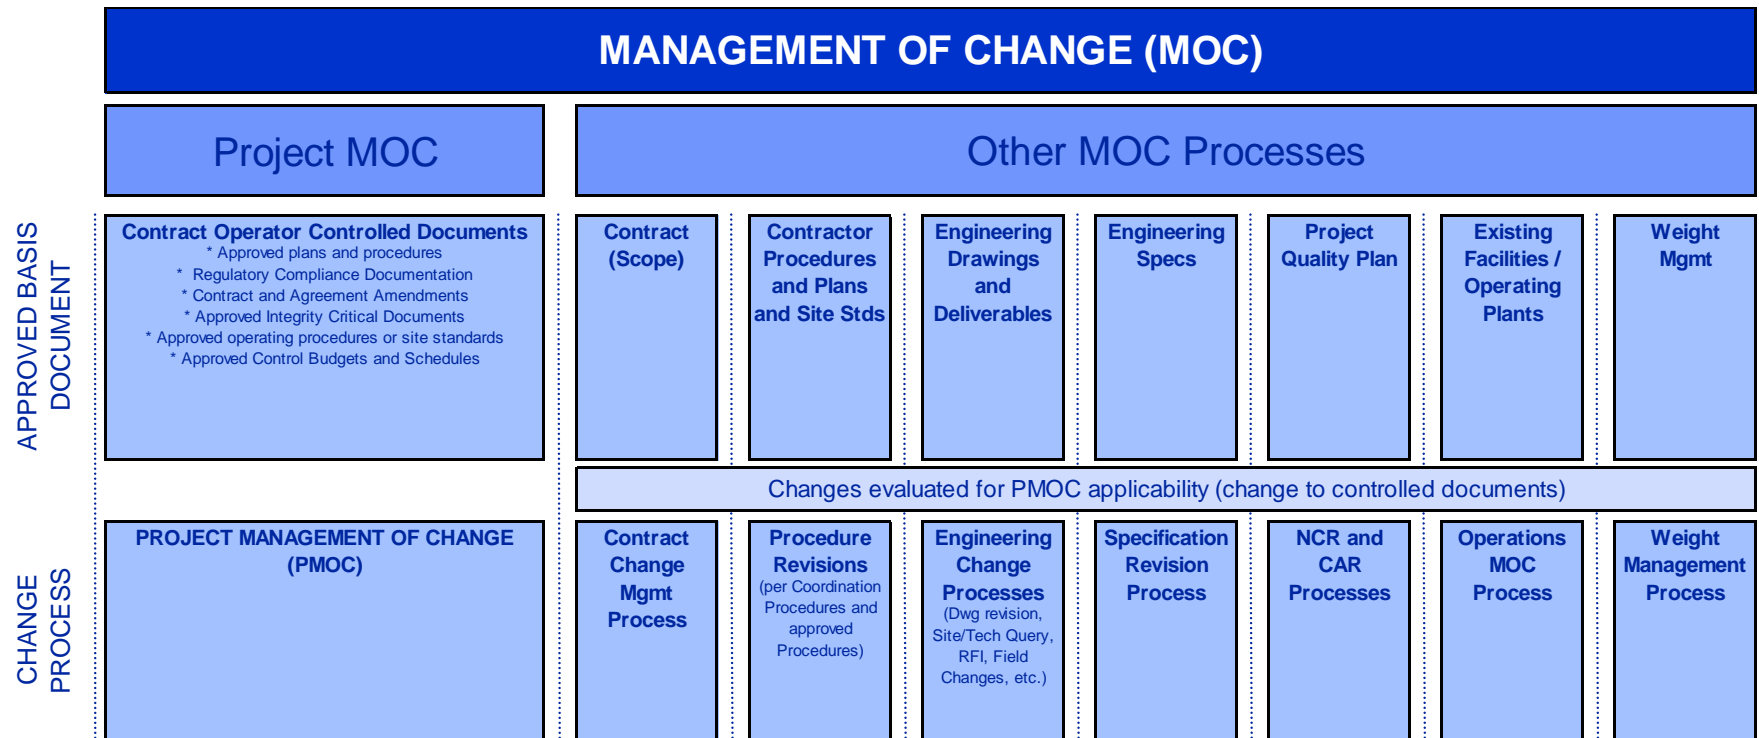 MANAGEMENT OF CHANGE (MOC)
Project MOC
Other MOC Processes
APPROVED BASIS
DOCUMENT
Contract Operator Controlled Documents
* Approved plans and procedures
* Regulatory Compliance Documentation
* Contract and Agreement Amendments
* Approved Integrity Critical Documents
* Approved operating procedures or site standards
* Approved Control Budgets and Schedules
Contract
(Scope)
Contractor
Procedures
and Plans
and Site Stds
Engineering
Drawings
and
Deliverables
Engineering
Specs
Project
Quality Plan
Existing
Facilities /
Operating
Plants
Weight
Mgmt
Changes evaluated for PMOC applicability (change to controlled documents)
CHANGE
PROCESS
PROJECT MANAGEMENT OF CHANGE
(PMOC)
Contract
Change
Mgmt
Process
Procedure
Revisions
(per Coordination
Procedures and
approved
Procedures)
Engineering
Change
Processes
(Dwg revision,
Site/Tech Query,
RFI, Field
Changes, etc.)
Specification
Revision
Process
NCR and
CAR
Processes
Operations
MOC
Process
Weight
Management
Process